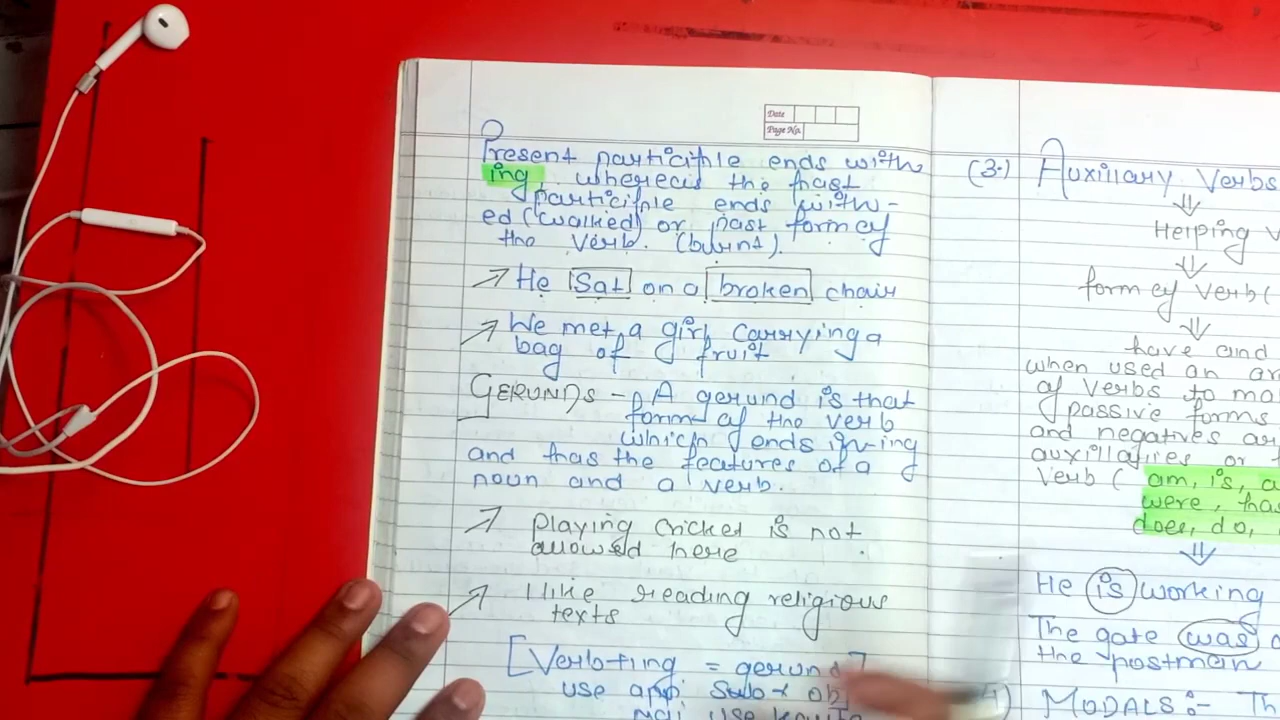 Date
Page No.
Present participle ends with
ing, whereas the past
participle ends with-
ed (walked) or past form of
the verb. (burnt).
He Sat on a broken chair
We met a girl carrying a
bag of fruit
GERUNDS - A gerund is that
form of the verb
which ends in-ing
and has the features of a
noun and a verb.
Playing cricket is not
allowed here
I like reading religious
texts
[Verb+ing = gerund]
use
(3.) Auxillary Verbs
Helping
form of verb (
have and
when used an
of verbs to
passive forms
and negatives
auxillaries or
Verb ( am, is,
were,
does, do,
He is working
The gate was
the postman
MODALS :-